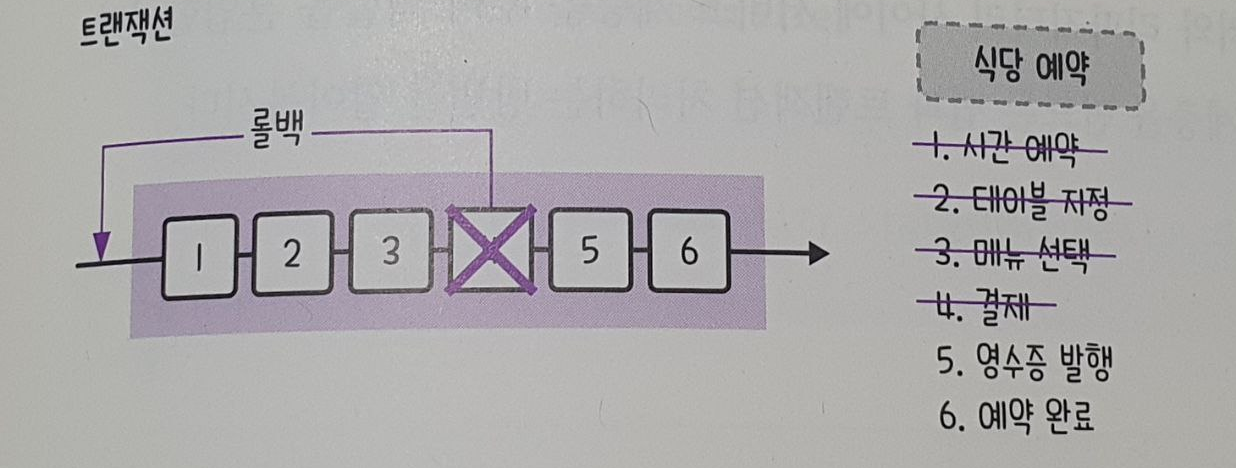 트랜잭션
롤백
1 2 3 5 6
식당 예약
1. 시간 예약
2. 테이블 지정
3. 메뉴 선택
4. 결제
5. 영수증 발행
6. 예약 완료